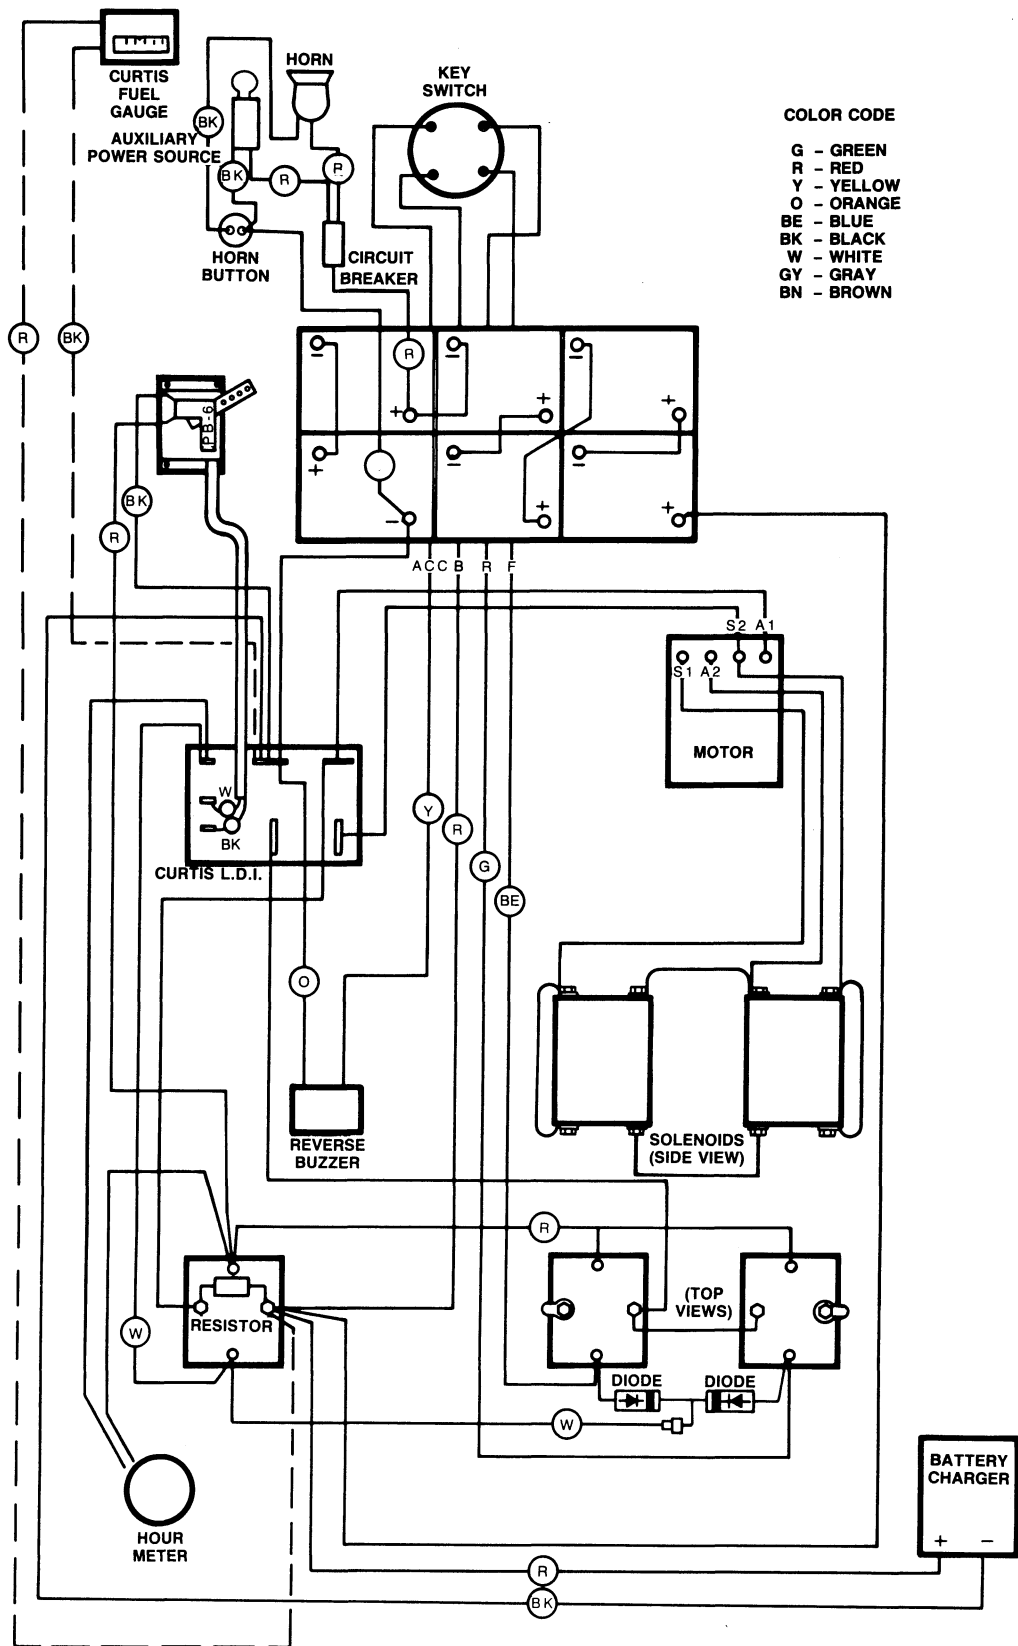 CURTIS
FUEL
GAUGE
HORN
KEY
SWITCH
COLOR CODE
G – GREEN
R – RED
Y – YELLOW
O – ORANGE
BE – BLUE
BK – BLACK
W – WHITE
GY – GRAY
BN – BROWN
BK
AUXILIARY
POWER SOURCE
BK
R
R
HORN
BUTTON
CIRCUIT
BREAKER
R
BK
R
– – –
+ + +
PB-6
+ – –
– + +
BK
R
ACC B R F
S2 A1
S1 A2
MOTOR
W
BK
CURTIS L.D.I.
Y
R
G
BE
O
REVERSE
BUZZER
SOLENOIDS
(SIDE VIEW)
R
(TOP
VIEWS)
RESISTOR
W
DIODE DIODE
W
BATTERY
CHARGER
+ –
HOUR
METER
R
BK